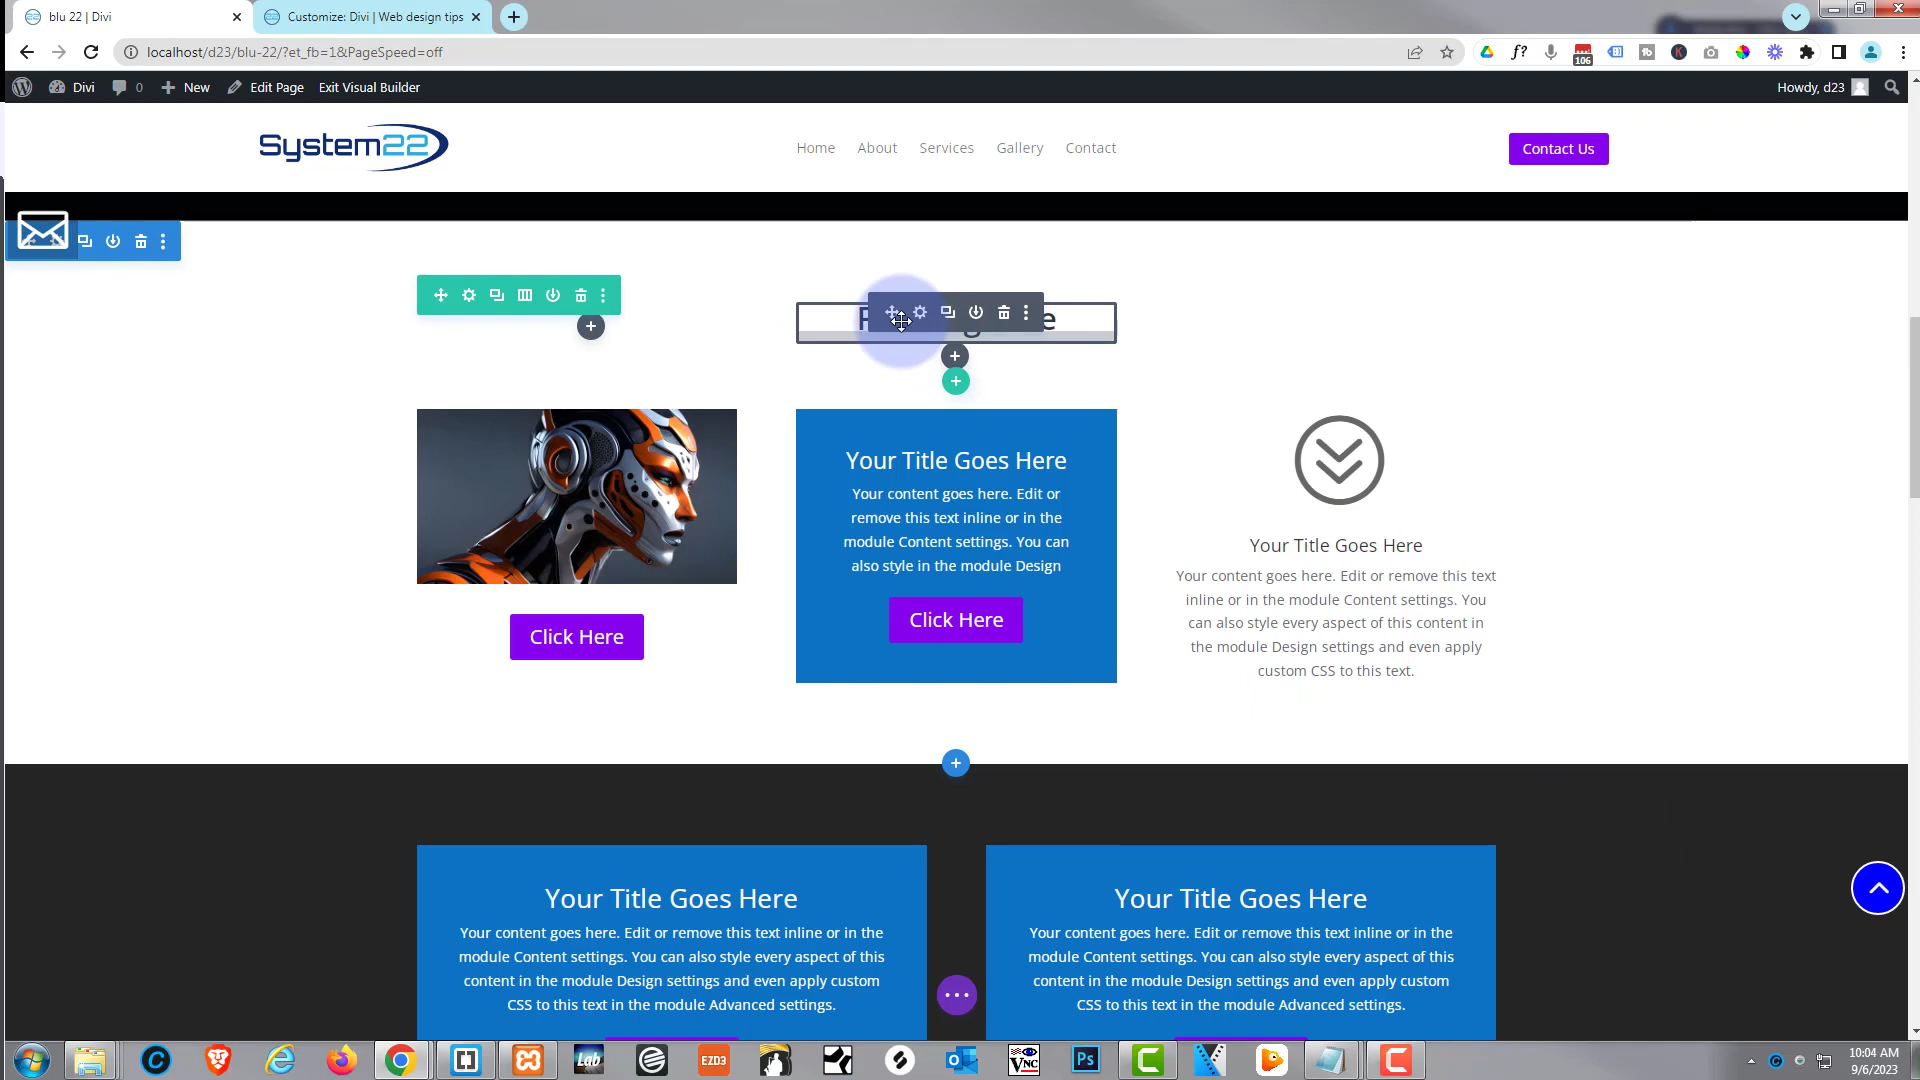 blu 22 | Divi
Customize: Divi | Web design tips
localhost/d23/blu-22/?et_fb=1&PageSpeed=off
106
Divi
0
New
Edit Page
Exit Visual Builder
Howdy, d23
System22
Home
About
Services
Gallery
Contact
Contact Us
Your Title Goes Here
Your content goes here. Edit or
remove this text inline or in the
module Content settings. You can
also style in the module Design
Click Here
Click Here
Your Title Goes Here
Your content goes here. Edit or remove this text
inline or in the module Content settings. You
can also style every aspect of this content in
the module Design settings and even apply
custom CSS to this text.
Your Title Goes Here
Your content goes here. Edit or remove this text inline or in the
module Content settings. You can also style every aspect of this
content in the module Design settings and even apply custom
CSS to this text in the module Advanced settings.
Your Title Goes Here
Your content goes here. Edit or remove this text inline or in the
module Content settings. You can also style every aspect of this
content in the module Design settings and even apply custom
CSS to this text in the module Advanced settings.
Lab
EZD3
VNC
Ps
10:04 AM
9/6/2023